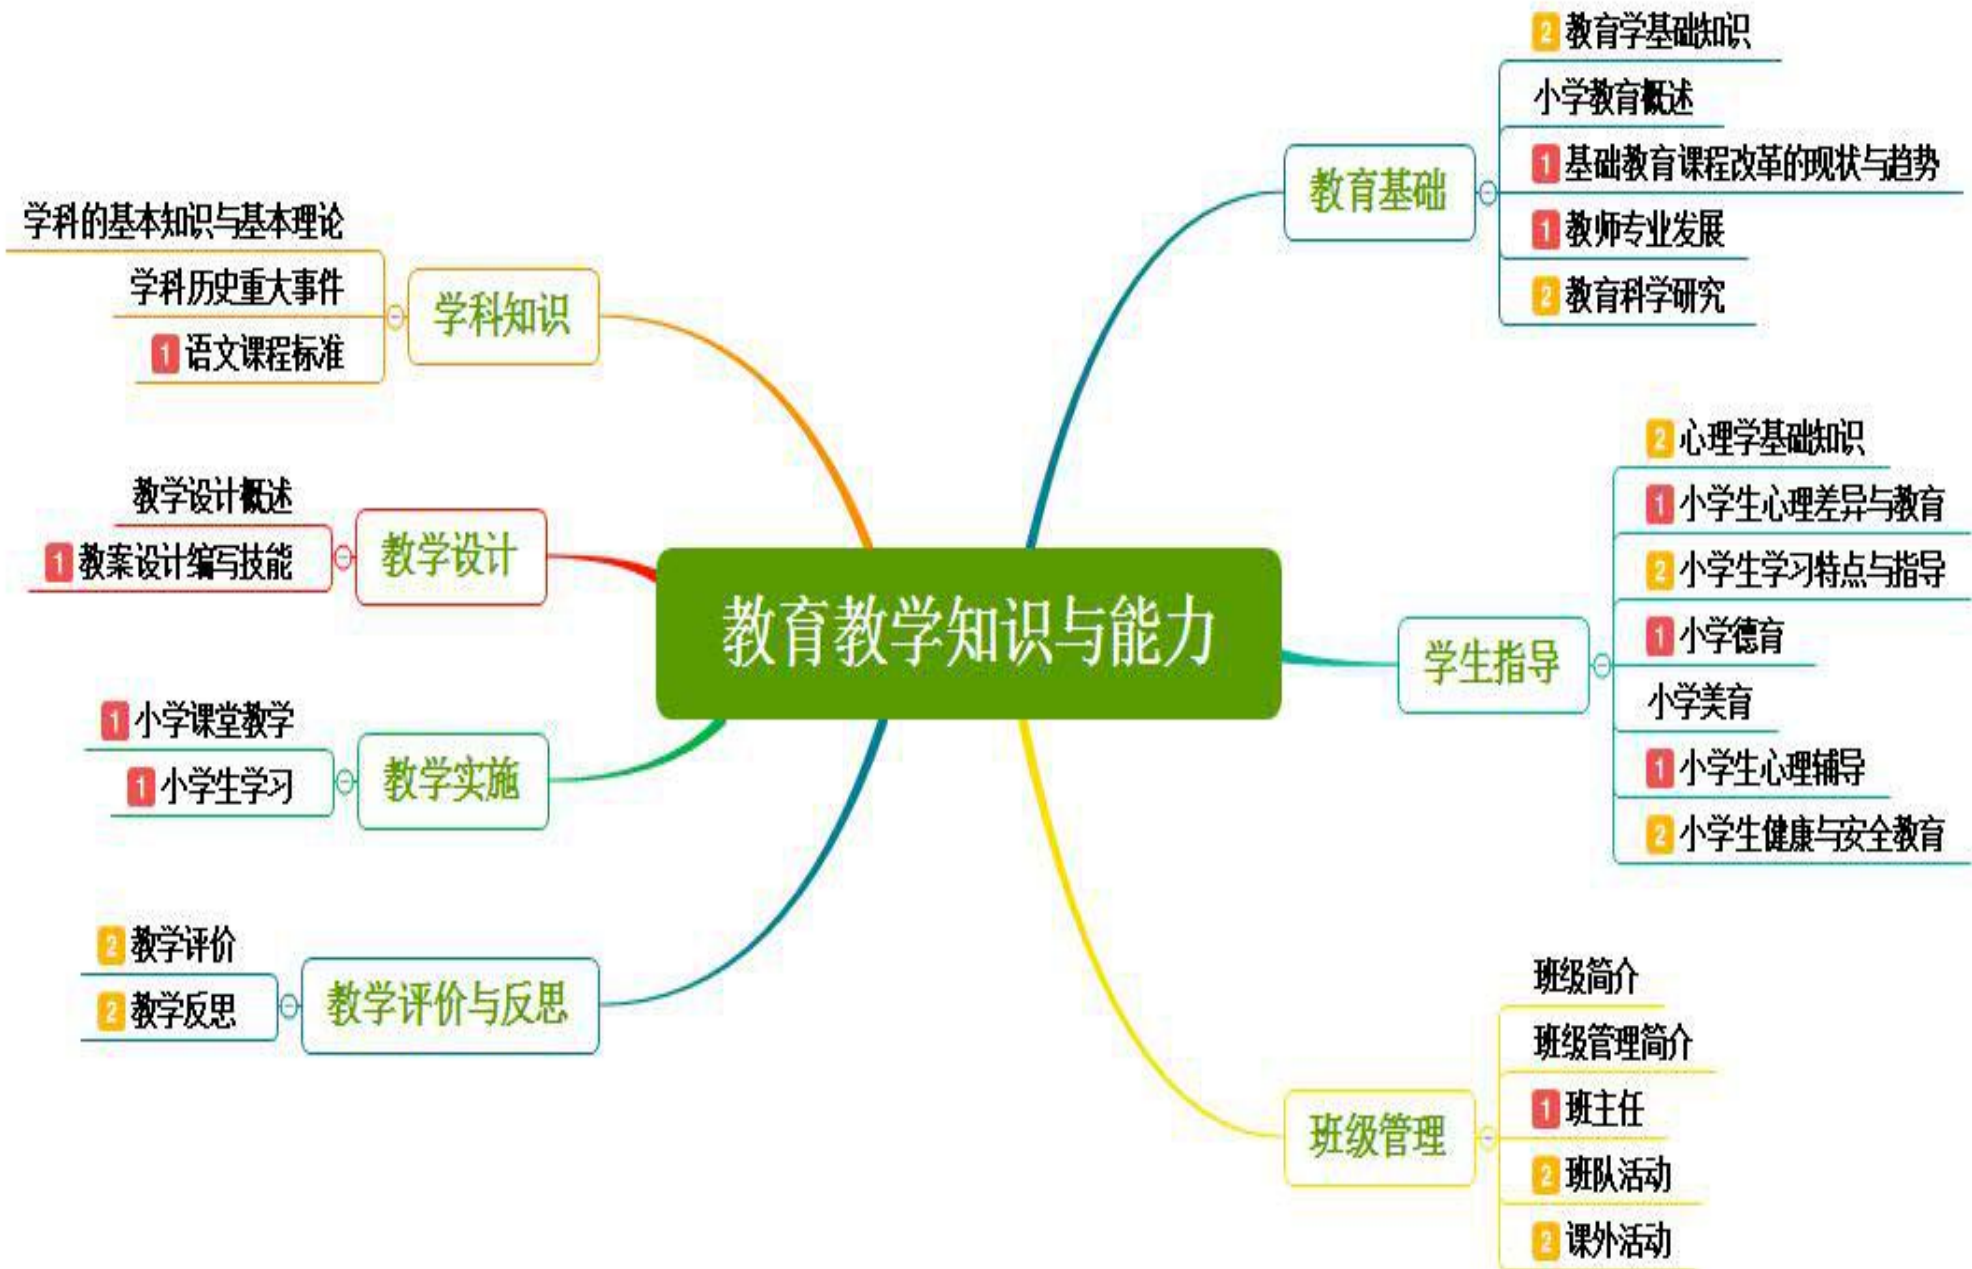 教育教学知识与能力
教育基础
2 教育学基础知识
小学教育概述
1 基础教育课程改革的现状与趋势
1 教师专业发展
2 教育科学研究
学生指导
2 心理学基础知识
1 小学生心理差异与教育
2 小学生学习特点与指导
1 小学德育
小学美育
1 小学生心理辅导
2 小学生健康与安全教育
班级管理
班级简介
班级管理简介
1 班主任
2 班队活动
2 课外活动
学科知识
学科的基本知识与基本理论
学科历史重大事件
1 语文课程标准
教学设计
教学设计概述
1 教案设计编写技能
教学实施
1 小学课堂教学
1 小学生学习
教学评价与反思
2 教学评价
2 教学反思